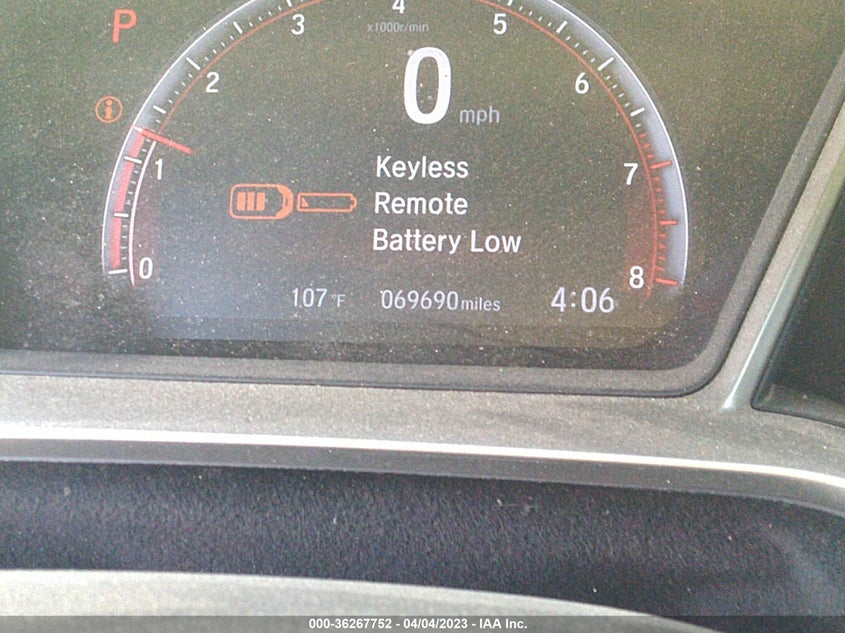 P
4
3
5
x1000r/min
2
6
0 mph
1
7
Keyless
Remote
Battery Low
0
8
107 °F 069690 miles 4:06
000-36267752 - 04/04/2023 - IAA Inc.